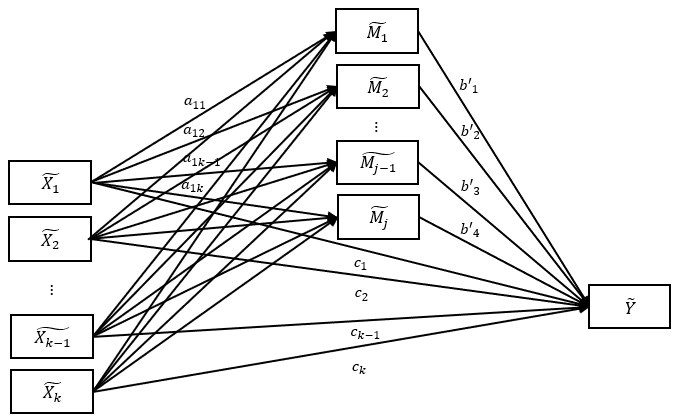 M̃₁
b′₁
M̃₂
a₁₁
a₁₂
⋮
b′₂
a₁ₖ₋₁
M̃ⱼ₋₁
X̃₁
a₁ₖ
b′₃
M̃ⱼ
b′₄
X̃₂
c₁
⋮
c₂
Ỹ
X̃ₖ₋₁
cₖ₋₁
cₖ
X̃ₖ